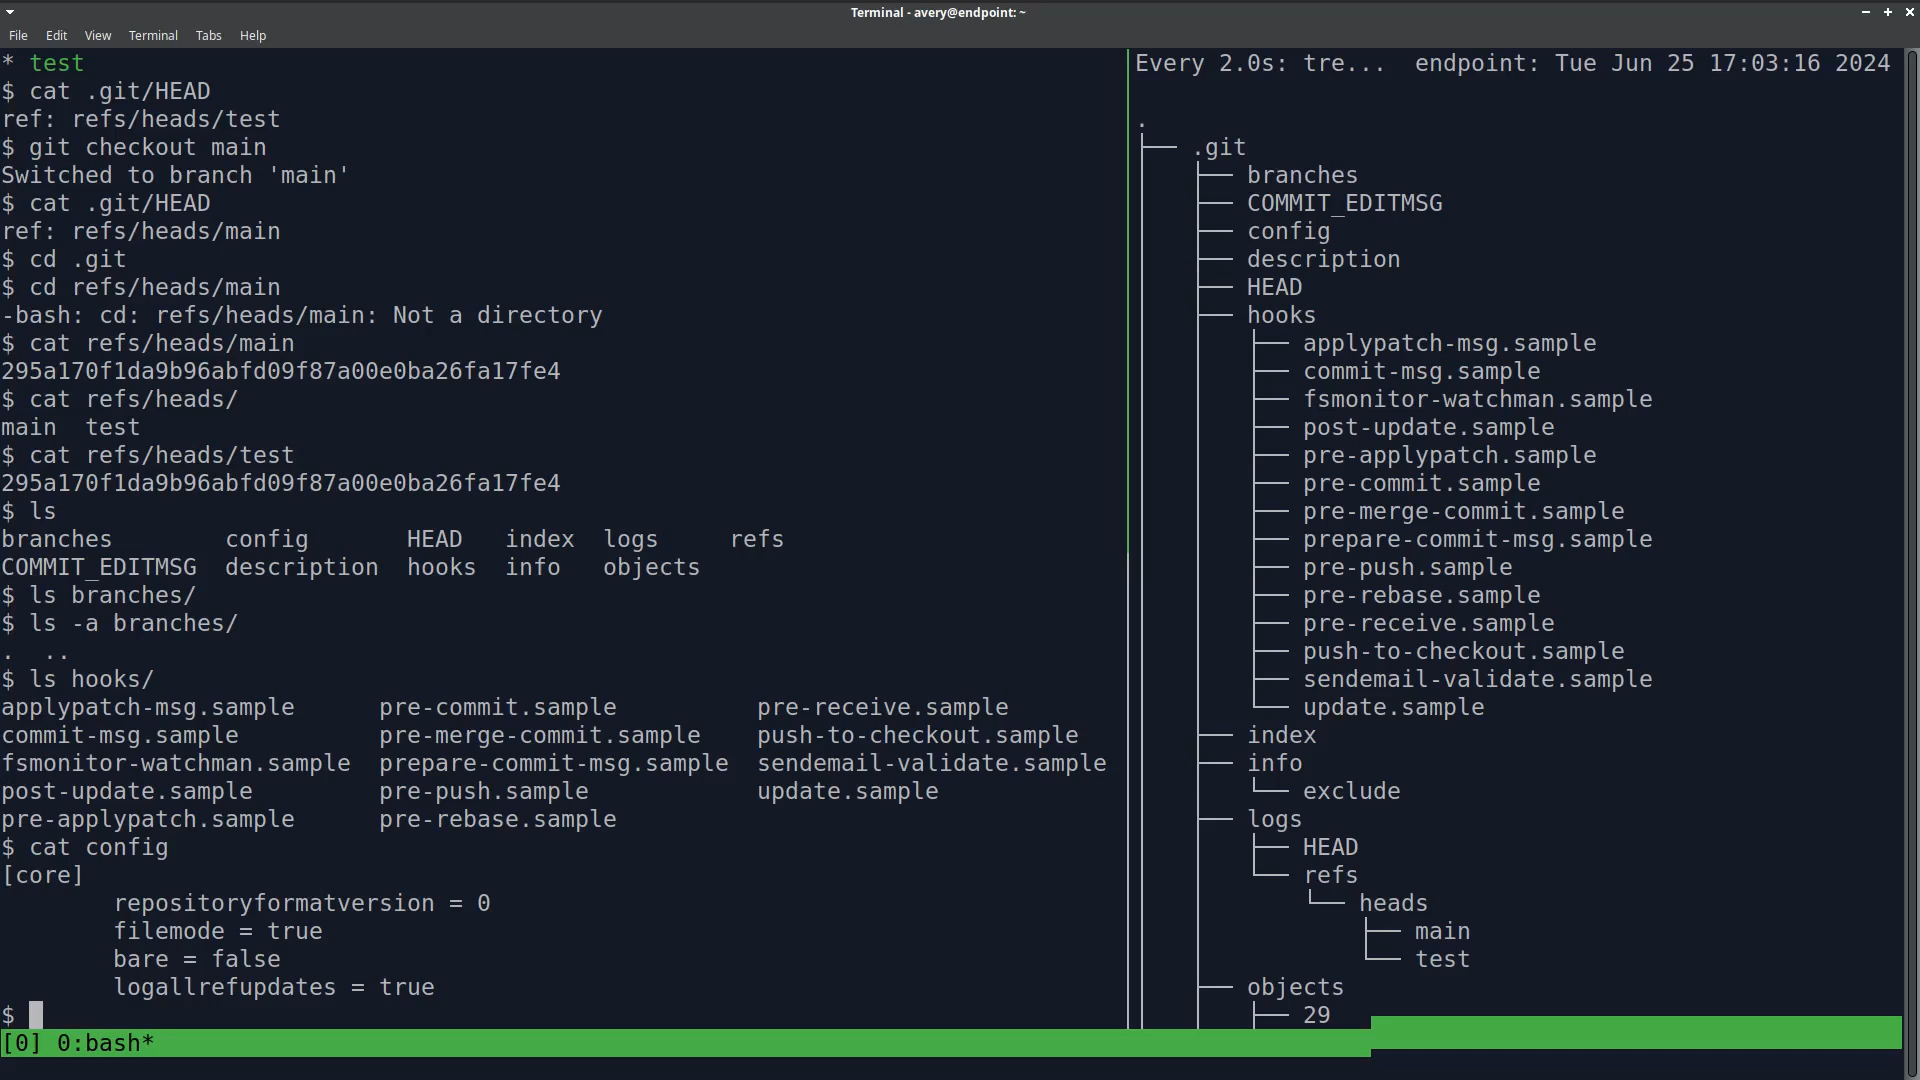 Terminal - avery@endpoint: ~
File Edit View Terminal Tabs Help
* test
$ cat .git/HEAD
ref: refs/heads/test
$ git checkout main
Switched to branch 'main'
$ cat .git/HEAD
ref: refs/heads/main
$ cd .git
$ cd refs/heads/main
-bash: cd: refs/heads/main: Not a directory
$ cat refs/heads/main
295a170f1da9b96abfd09f87a00e0ba26fa17fe4
$ cat refs/heads/
main  test
$ cat refs/heads/test
295a170f1da9b96abfd09f87a00e0ba26fa17fe4
$ ls
branches        config       HEAD   index  logs     refs
COMMIT_EDITMSG  description  hooks  info   objects
$ ls branches/
$ ls -a branches/
.  ..
$ ls hooks/
applypatch-msg.sample      pre-commit.sample          pre-receive.sample
commit-msg.sample          pre-merge-commit.sample    push-to-checkout.sample
fsmonitor-watchman.sample  prepare-commit-msg.sample  sendemail-validate.sample
post-update.sample         pre-push.sample            update.sample
pre-applypatch.sample      pre-rebase.sample
$ cat config
[core]
        repositoryformatversion = 0
        filemode = true
        bare = false
        logallrefupdates = true
$
Every 2.0s: tre...  endpoint: Tue Jun 25 17:03:16 2024
.
├── .git
│   ├── branches
│   ├── COMMIT_EDITMSG
│   ├── config
│   ├── description
│   ├── HEAD
│   ├── hooks
│   │   ├── applypatch-msg.sample
│   │   ├── commit-msg.sample
│   │   ├── fsmonitor-watchman.sample
│   │   ├── post-update.sample
│   │   ├── pre-applypatch.sample
│   │   ├── pre-commit.sample
│   │   ├── pre-merge-commit.sample
│   │   ├── prepare-commit-msg.sample
│   │   ├── pre-push.sample
│   │   ├── pre-rebase.sample
│   │   ├── pre-receive.sample
│   │   ├── push-to-checkout.sample
│   │   ├── sendemail-validate.sample
│   │   └── update.sample
│   ├── index
│   ├── info
│   │   └── exclude
│   ├── logs
│   │   ├── HEAD
│   │   └── refs
│   │       └── heads
│   │           ├── main
│   │           └── test
│   ├── objects
│   │   ├── 29
[0] 0:bash*